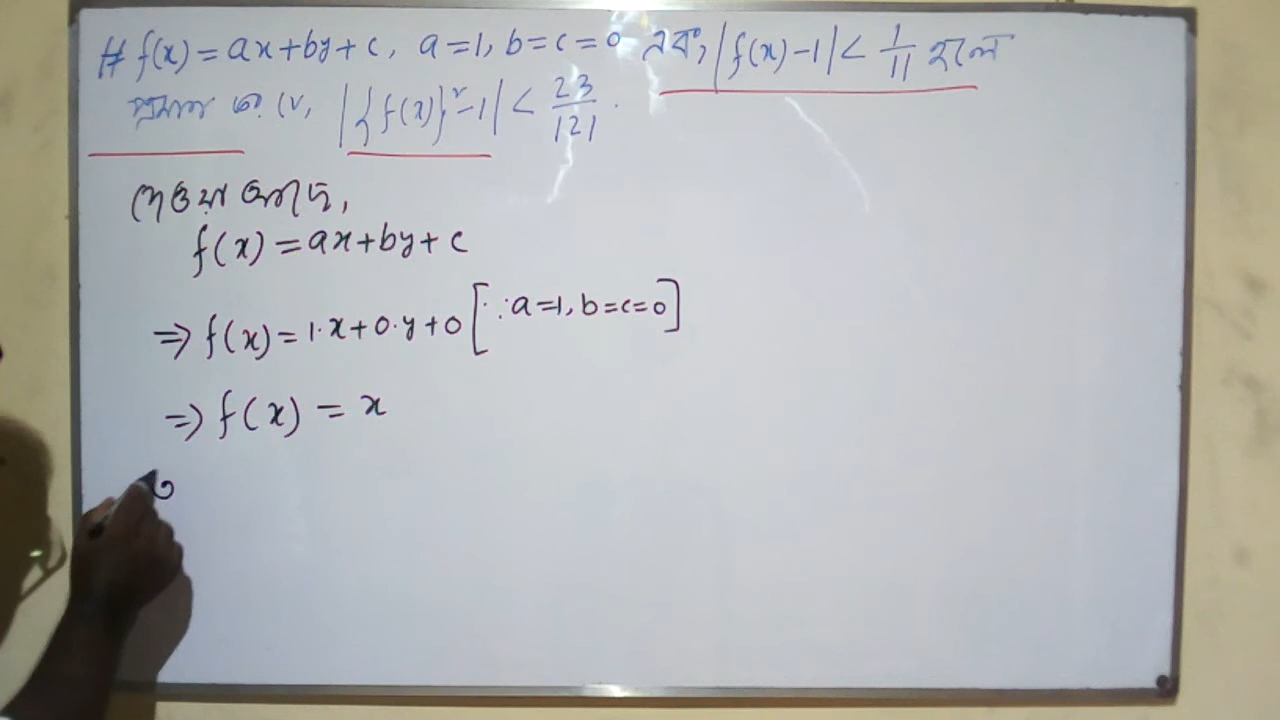 # f(x) = ax+by+c, a=1, b=c=0 এবং, |f(x)-1| < 1/11 হলে
প্রমাণ কর যে, |{f(x)}²-1| < 23/121 .
দেওয়া আছে,
f(x) = ax+by+c
⇒ f(x) = 1·x+0·y+0 [∵ a=1, b=c=0]
⇒ f(x) = x